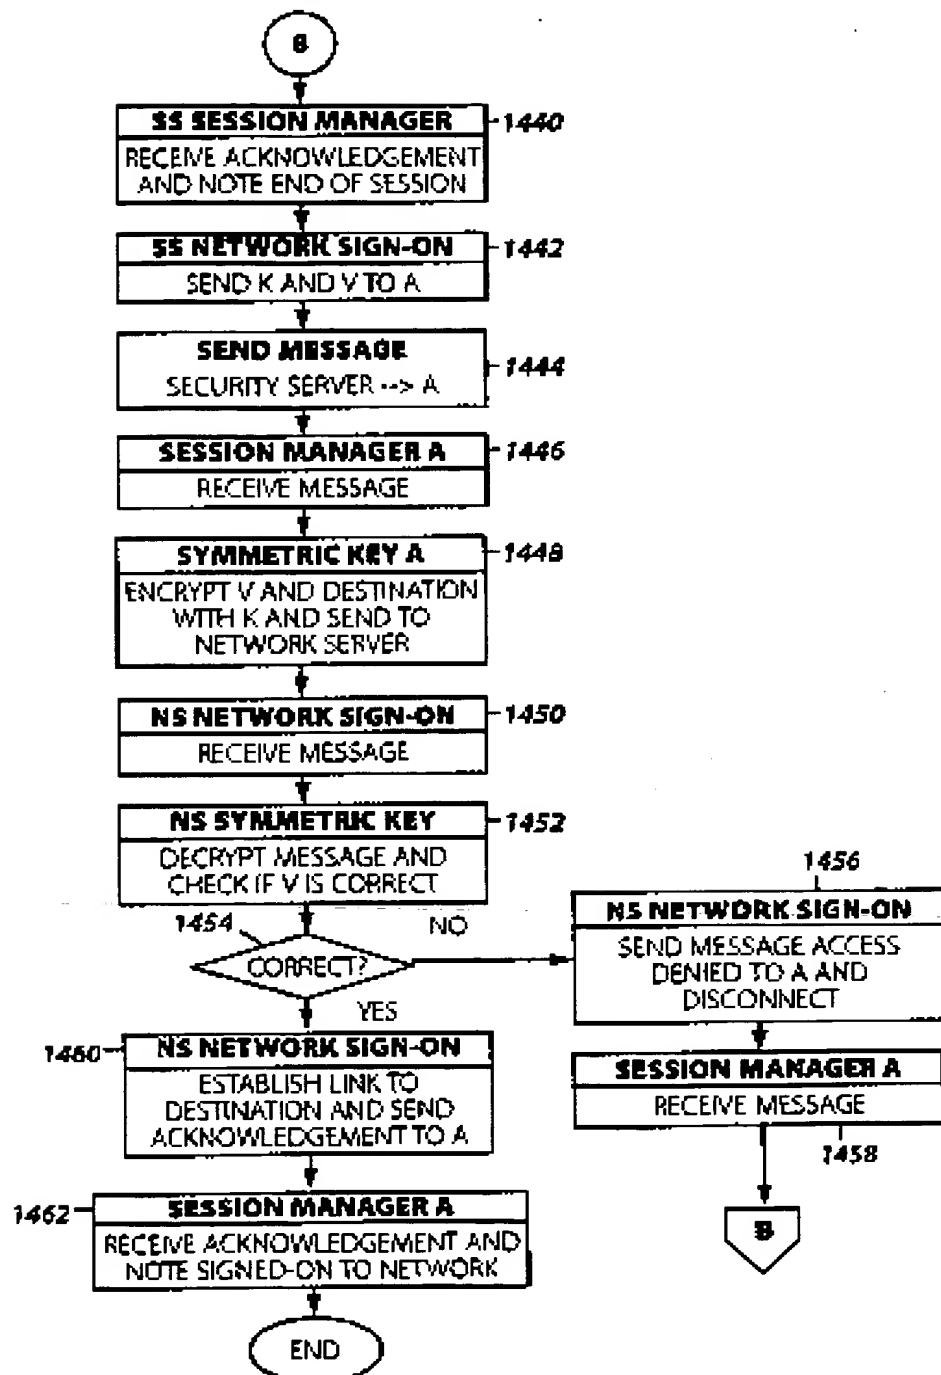 SS SESSION MANAGER
1440
RECEIVE ACKNOWLEDGEMENT
AND NOTE END OF SESSION
SS NETWORK SIGN-ON
1442
SEND K AND V TO A
SEND MESSAGE
SECURITY SERVER --> A
1444
SESSION MANAGER A
1446
RECEIVE MESSAGE
SYMMETRIC KEY A
1448
ENCRYPT V AND DESTINATION
WITH K AND SEND TO
NETWORK SERVER
NS NETWORK SIGN-ON
1450
RECEIVE MESSAGE
NS SYMMETRIC KEY
1452
DECRYPT MESSAGE AND
CHECK IF V IS CORRECT
1454
CORRECT?
NO
YES
1456
NS NETWORK SIGN-ON
SEND MESSAGE ACCESS
DENIED TO A AND
DISCONNECT
SESSION MANAGER A
RECEIVE MESSAGE
1458
1460
NS NETWORK SIGN-ON
ESTABLISH LINK TO
DESTINATION AND SEND
ACKNOWLEDGEMENT TO A
1462
SESSION MANAGER A
RECEIVE ACKNOWLEDGEMENT AND
NOTE SIGNED-ON TO NETWORK
B
END